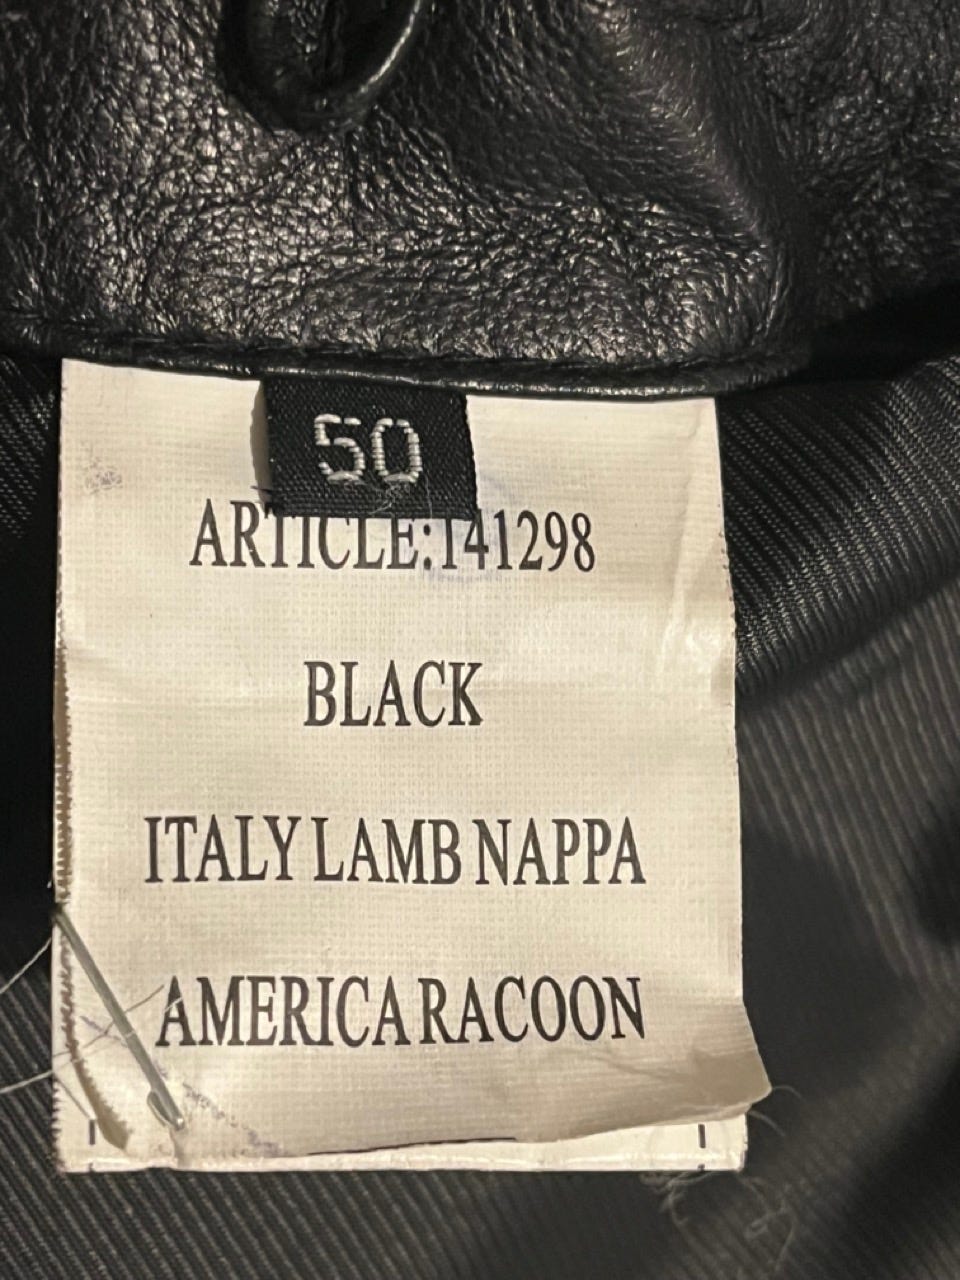 50
ARTICLE:141298
BLACK
ITALY LAMB NAPPA
AMERICA RACOON